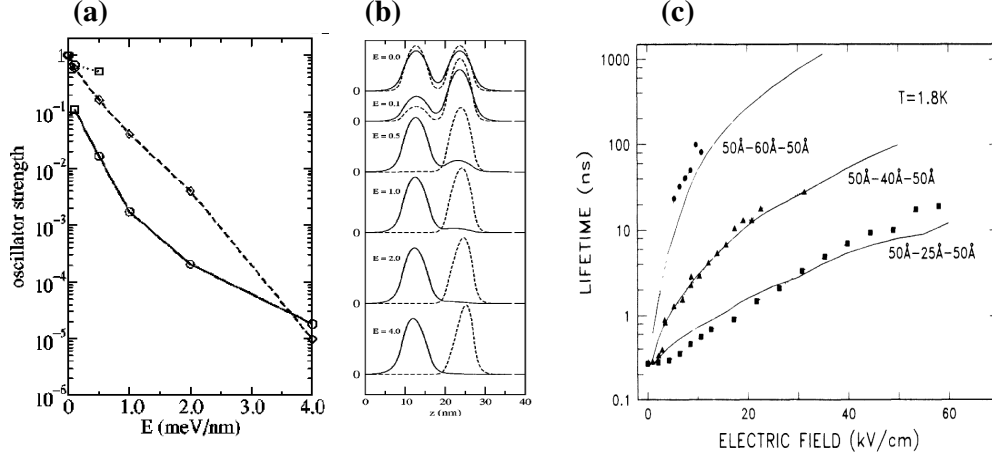 (a)
oscillator strength
1
10⁻¹
10⁻²
10⁻³
10⁻⁴
10⁻⁵
10⁻⁶
0 1.0 2.0 3.0 4.0
E (meV/nm)
(b)
E = 0.0
0
E = 0.1
0
E = 0.5
0
E = 1.0
0
E = 2.0
0
E = 4.0
0
0 10 20 30 40
z (nm)
(c)
LIFETIME (ns)
1000
100
10
1
0.1
T=1.8K
50Å-60Å-50Å
50Å-40Å-50Å
50Å-25Å-50Å
0 20 40 60
ELECTRIC FIELD (kV/cm)